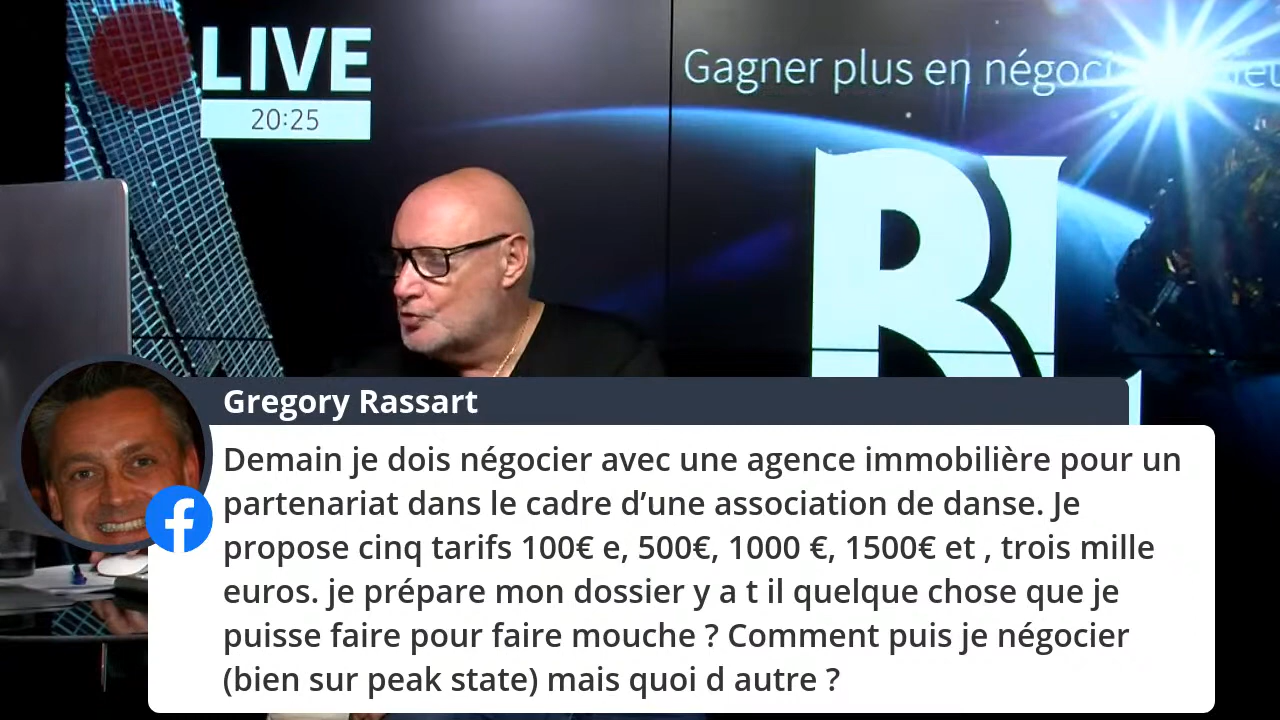 LIVE
20:25
Gagner plus en négoci
RI
Gregory Rassart
Demain je dois négocier avec une agence immobilière pour un
partenariat dans le cadre d’une association de danse. Je
propose cinq tarifs 100€ e, 500€, 1000 €, 1500€ et , trois mille
euros. je prépare mon dossier y a t il quelque chose que je
puisse faire pour faire mouche ? Comment puis je négocier
(bien sur peak state) mais quoi d autre ?